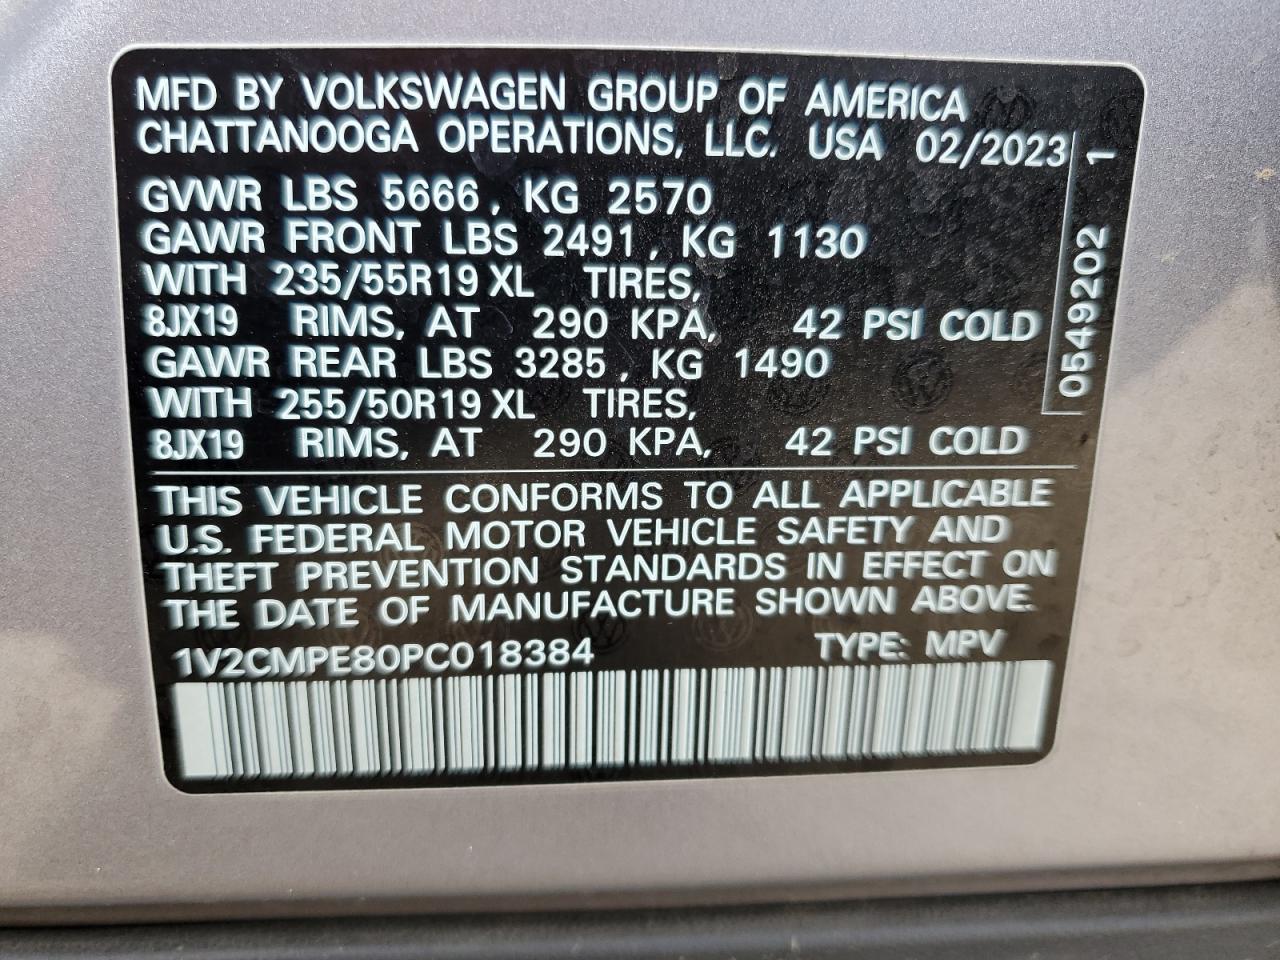 MFD BY VOLKSWAGEN GROUP OF AMERICA
CHATTANOOGA OPERATIONS, LLC. USA 02/2023
GVWR LBS 5666, KG 2570
GAWR FRONT LBS 2491, KG 1130
WITH 235/55R19 XL TIRES,
8JX19 RIMS, AT 290 KPA, 42 PSI COLD
GAWR REAR LBS 3285, KG 1490
WITH 255/50R19 XL TIRES,
8JX19 RIMS, AT 290 KPA, 42 PSI COLD
0549202 1
THIS VEHICLE CONFORMS TO ALL APPLICABLE
U.S. FEDERAL MOTOR VEHICLE SAFETY AND
THEFT PREVENTION STANDARDS IN EFFECT ON
THE DATE OF MANUFACTURE SHOWN ABOVE.
1V2CMPE80PC018384 TYPE: MPV